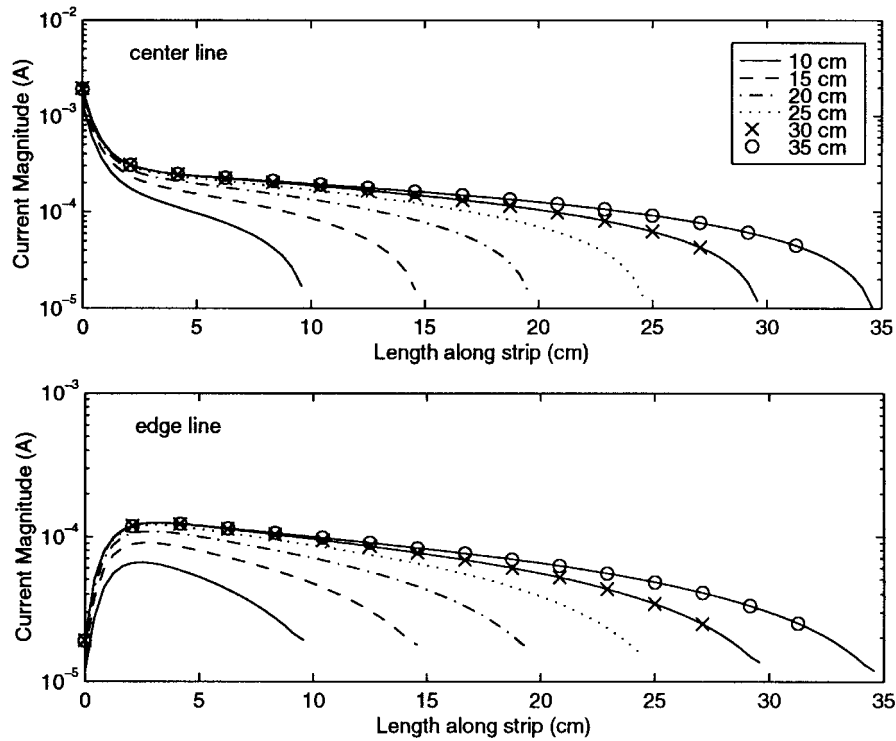 10⁻²
center line
10 cm
15 cm
20 cm
25 cm
30 cm
35 cm
10⁻³
10⁻⁴
10⁻⁵
Current Magnitude (A)
0 5 10 15 20 25 30 35
Length along strip (cm)
10⁻³
edge line
10⁻⁴
10⁻⁵
Current Magnitude (A)
0 5 10 15 20 25 30 35
Length along strip (cm)